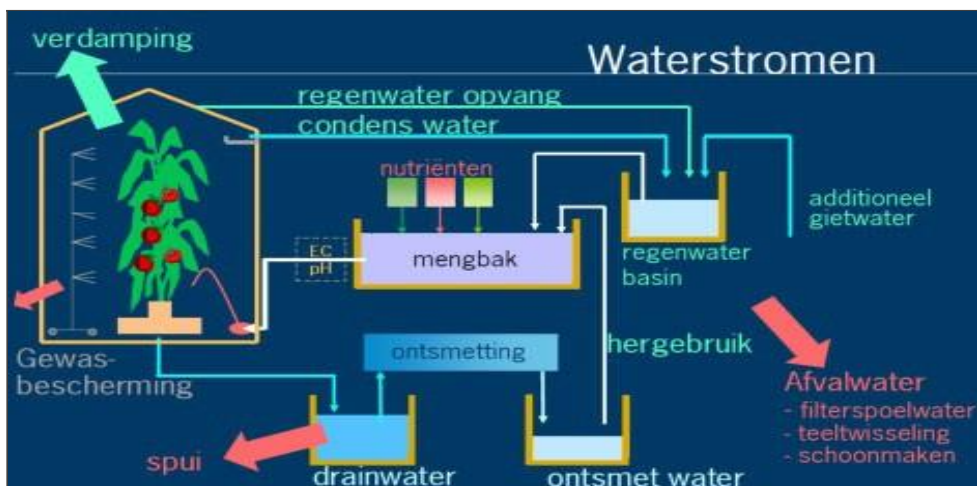 verdamping
Waterstromen
regenwater opvang
condens water
nutriënten
additioneel
gietwater
EC
pH
mengbak
regenwater
basin
Gewas-
bescherming
ontsmetting
hergebruik
Afvalwater
- filterspoelwater
- teeltwisseling
- schoonmaken
spui
drainwater
ontsmet water